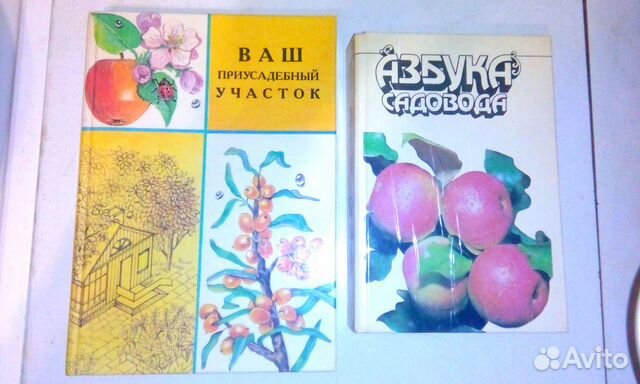 ВАШ
ПРИУСАДЕБНЫЙ
УЧАСТОК
АЗБУКА
САДОВОДА
Avito